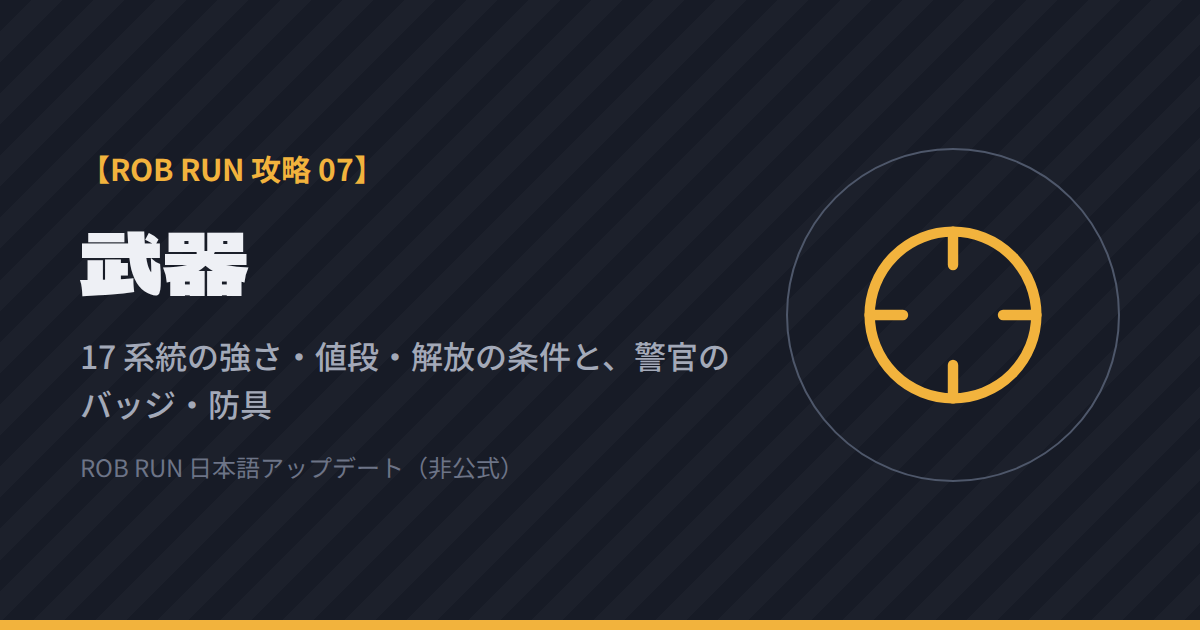 【ROB RUN 攻略 07】
武器
17 系統の強さ・値段・解放の条件と、警官の
バッジ・防具
ROB RUN 日本語アップデート（非公式）